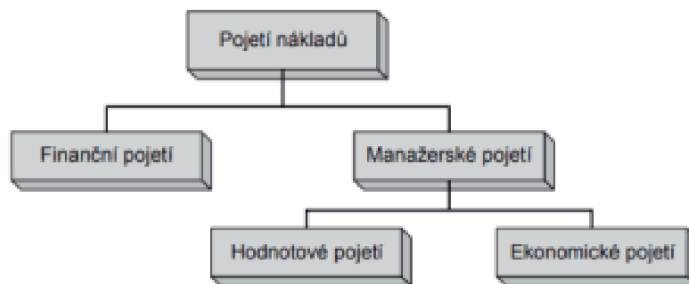 Pojetí nákladů
Finanční pojetí
Manažerské pojetí
Hodnotové pojetí
Ekonomické pojetí